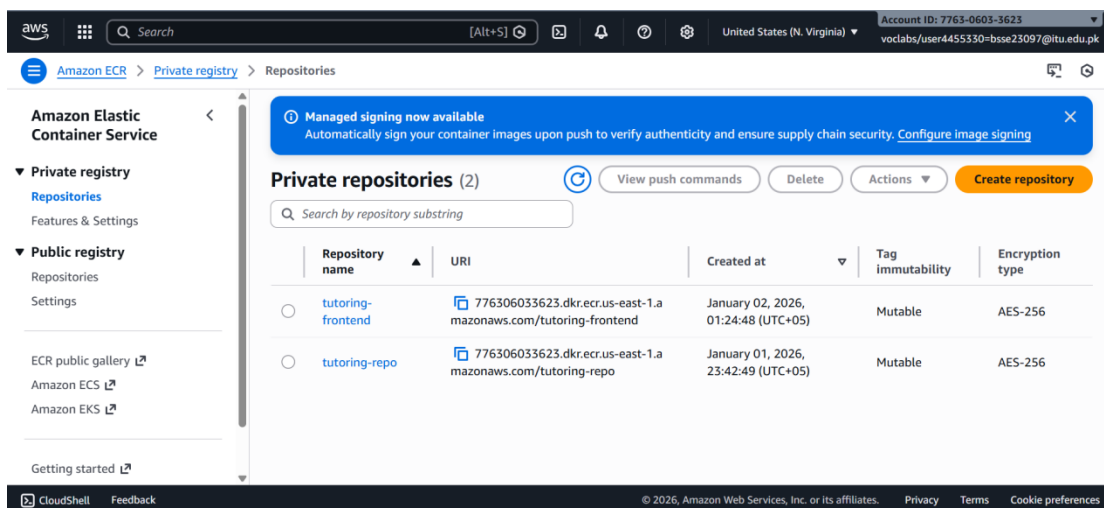 aws
Search
[Alt+S]
United States (N. Virginia) ▼
Account ID: 7763-0603-3623
voclabs/user4455330=bsse23097@itu.edu.pk
Amazon ECR > Private registry > Repositories
Amazon Elastic
Container Service
Private registry
Repositories
Features & Settings
Public registry
Repositories
Settings
ECR public gallery
Amazon ECS
Amazon EKS
Getting started
Managed signing now available
Automatically sign your container images upon push to verify authenticity and ensure supply chain security. Configure image signing
Private repositories (2)
View push commands
Delete
Actions ▼
Create repository
Search by repository substring
Repository
name
URI
Created at
Tag
immutability
Encryption
type
tutoring-
frontend
776306033623.dkr.ecr.us-east-1.a
mazonaws.com/tutoring-frontend
January 02, 2026,
01:24:48 (UTC+05)
Mutable
AES-256
tutoring-repo
776306033623.dkr.ecr.us-east-1.a
mazonaws.com/tutoring-repo
January 01, 2026,
23:42:49 (UTC+05)
Mutable
AES-256
CloudShell
Feedback
© 2026, Amazon Web Services, Inc. or its affiliates.
Privacy
Terms
Cookie preferences